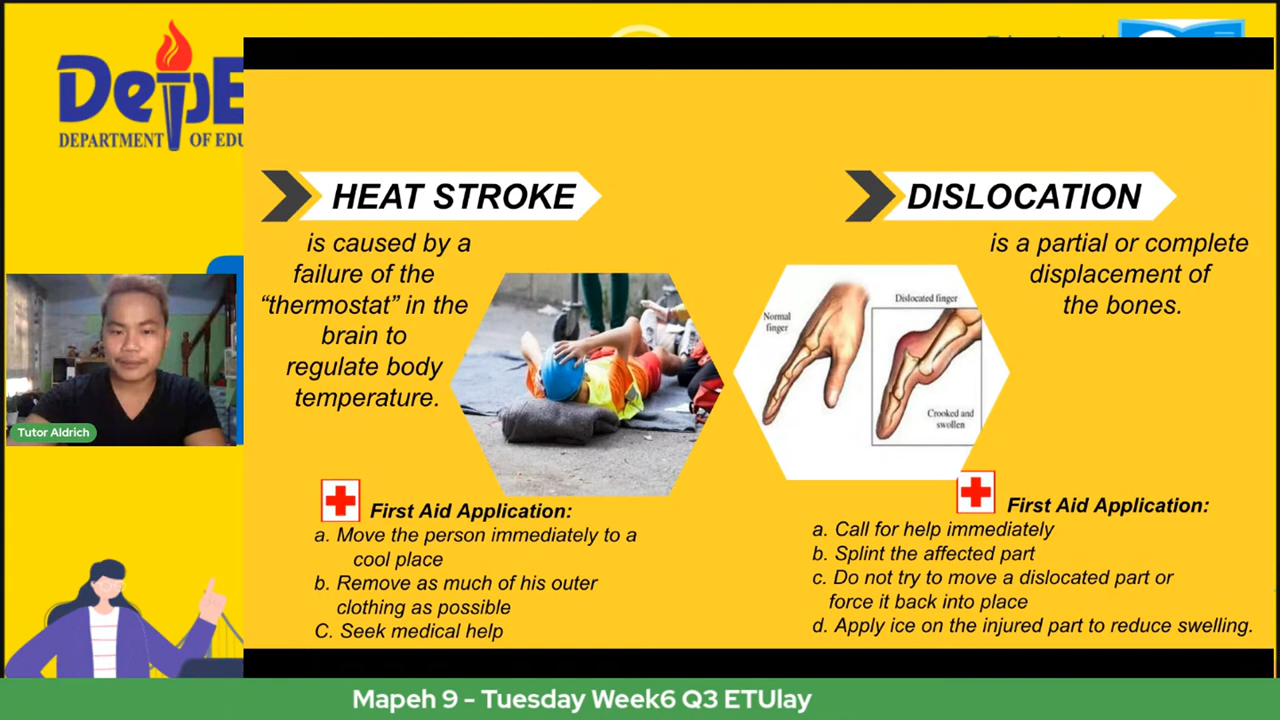 DepE
DEPARTMENT OF EDU
HEAT STROKE
is caused by a
failure of the
“thermostat” in the
brain to
regulate body
temperature.
First Aid Application:
a. Move the person immediately to a
cool place
b. Remove as much of his outer
clothing as possible
C. Seek medical help
DISLOCATION
is a partial or complete
displacement of
the bones.
Normal
finger
Dislocated finger
Crooked and
swollen
First Aid Application:
a. Call for help immediately
b. Splint the affected part
c. Do not try to move a dislocated part or
force it back into place
d. Apply ice on the injured part to reduce swelling.
Tutor Aldrich
Mapeh 9 - Tuesday Week6 Q3 ETUlay